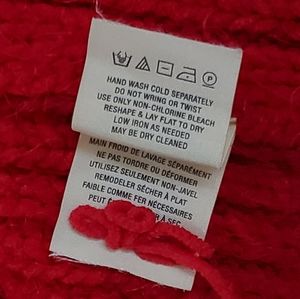 HAND WASH COLD SEPARATELY
DO NOT WRING OR TWIST
USE ONLY NON-CHLORINE BLEACH
RESHAPE & LAY FLAT TO DRY
LOW IRON AS NEEDED
MAY BE DRY CLEANED
MAIN FROID DE LAVAGE SÉPARÉMENT
NE PAS TORDRE OU DÉFORMER
UTILIZES SEULEMENT NON-JAVEL
REMODELER SÉCHER À PLAT
FAIBLE COMME FER NÉCESSAIRES
À SEC